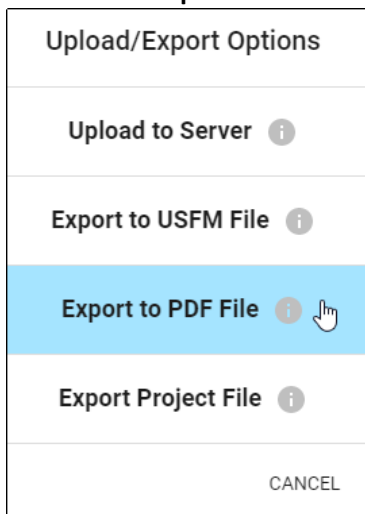 Upload/Export Options
Upload to Server
Export to USFM File
Export to PDF File
Export Project File
CANCEL